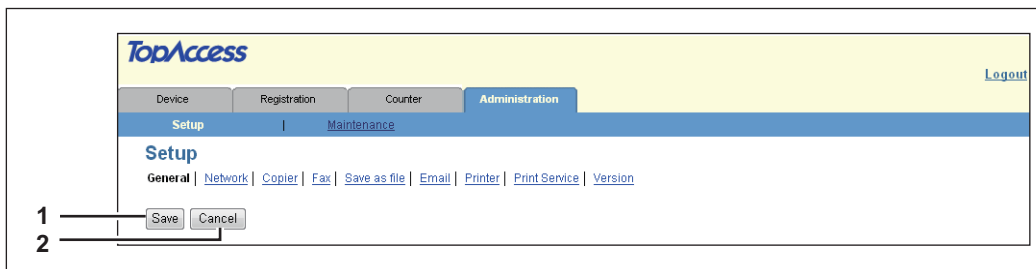 TopAccess
Logout
Device Registration Counter Administration
Setup | Maintenance
Setup
General | Network | Copier | Fax | Save as file | Email | Printer | Print Service | Version
1 Save Cancel
2